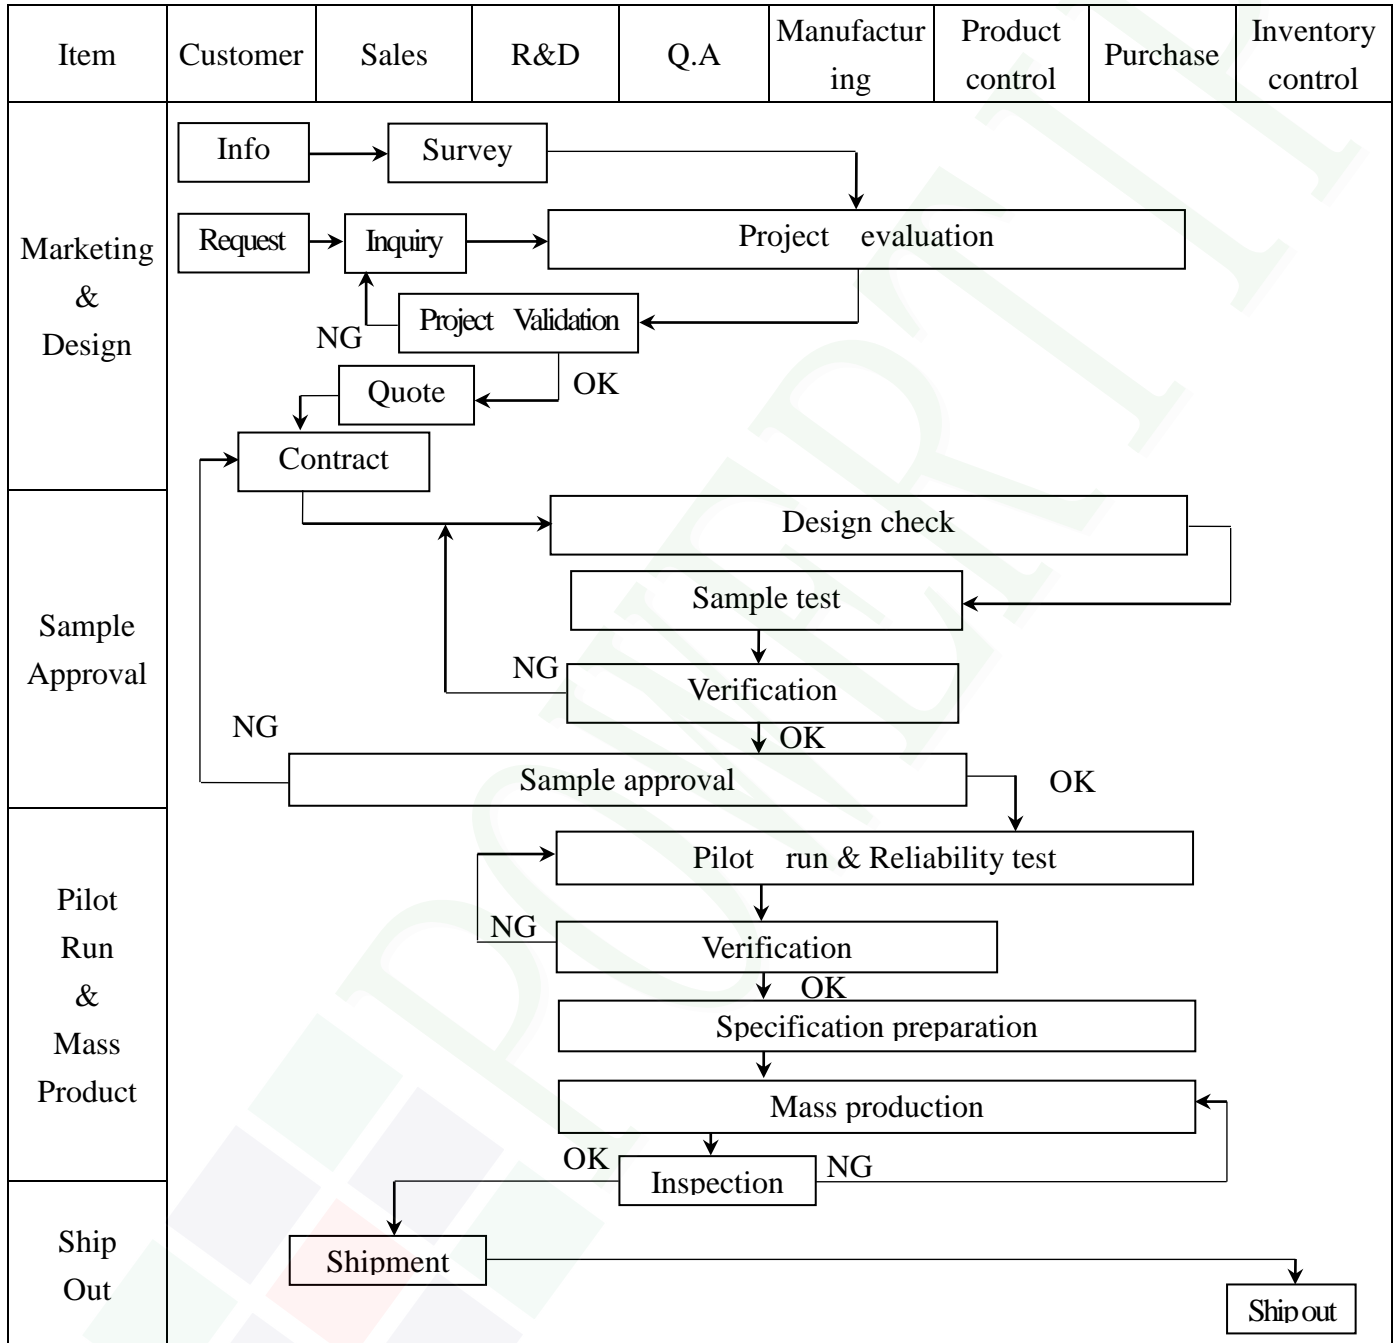 Item
Customer
Sales
R&D
Q.A
Manufactur
ing
Product
control
Purchase
Inventory
control
Marketing
&
Design
Info
Survey
Request
Inquiry
Project evaluation
NG
Project Validation
Quote
OK
Contract
Sample
Approval
Design check
Sample test
NG
Verification
NG
OK
Sample approval
OK
Pilot
Run
&
Mass
Product
Pilot run & Reliability test
NG
Verification
OK
Specification preparation
Mass production
OK
Inspection
NG
Ship
Out
Shipment
Ship out
POWERTIP